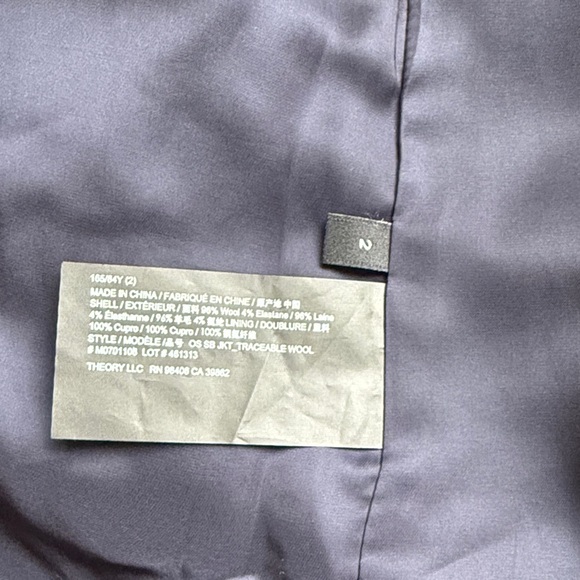 2
165/84Y (2)
MADE IN CHINA / FABRIQUÉ EN CHINE / 原产地 中国
SHELL / EXTÉRIEUR / 面料 96% Wool 4% Elastane / 96% Laine
4% Élasthanne / 96% 羊毛 4% 氨纶 LINING / DOUBLURE / 里料
100% Cupro / 100% Cupro / 100% 铜氨纤维
STYLE / MODÈLE /品号 OS SB JKT_TRACEABLE WOOL
# M0701108 LOT # 461313
THEORY LLC RN 98406 CA 39862